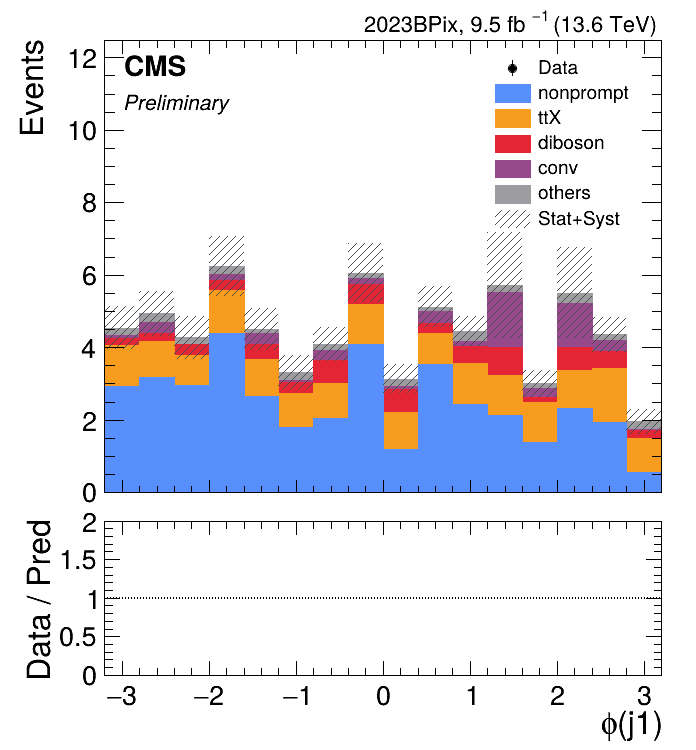 2023BPix, 9.5 fb⁻¹ (13.6 TeV)
CMS
Preliminary
Events
12
10
8
6
4
2
0
Data
nonprompt
ttX
diboson
conv
others
Stat+Syst
Data / Pred
2
1.5
1
0.5
0
−3 −2 −1 0 1 2 3
ϕ(j1)